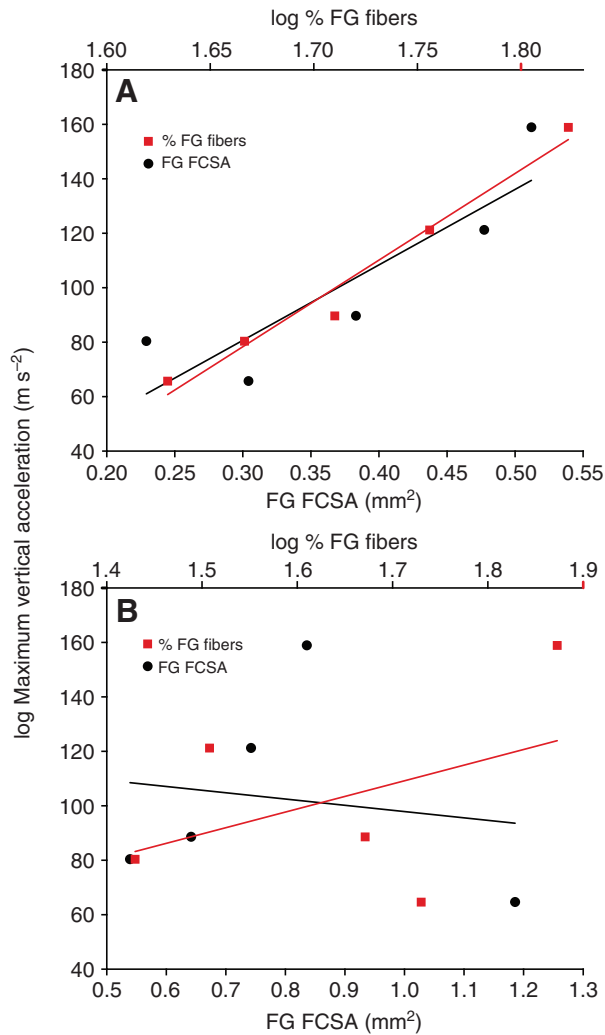 log % FG fibers
1.60 1.65 1.70 1.75 1.80
180
160
140
120
100
80
60
40
A
% FG fibers
FG FCSA
0.20 0.25 0.30 0.35 0.40 0.45 0.50 0.55
FG FCSA (mm²)
log Maximum vertical acceleration (m s⁻²)
log % FG fibers
1.4 1.5 1.6 1.7 1.8 1.9
180
160
140
120
100
80
60
40
B
% FG fibers
FG FCSA
0.5 0.6 0.7 0.8 0.9 1.0 1.1 1.2 1.3
FG FCSA (mm²)